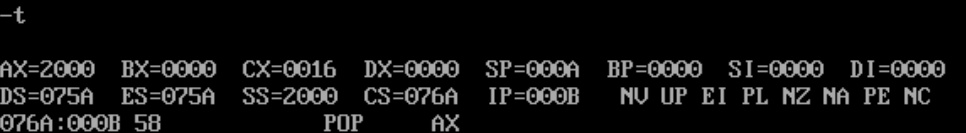 -t
AX=2000 BX=0000 CX=0016 DX=0000 SP=000A BP=0000 SI=0000 DI=0000
DS=075A ES=075A SS=2000 CS=076A IP=000B NV UP EI PL NZ NA PE NC
076A:000B 58 POP AX